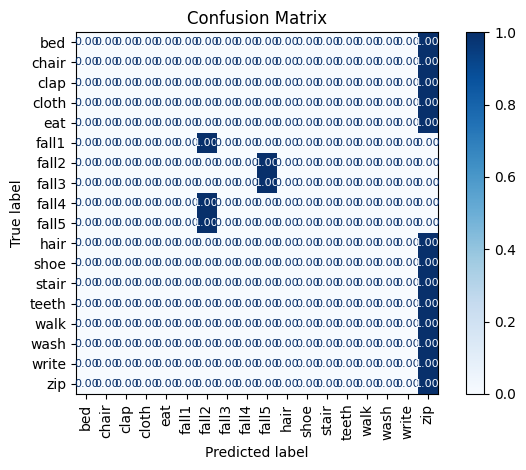 Confusion Matrix
bed 0.00 0.00 0.00 0.00 0.00 0.00 0.00 0.00 0.00 0.00 0.00 0.00 0.00 0.00 0.00 0.00 0.00 1.00
chair 0.00 0.00 0.00 0.00 0.00 0.00 0.00 0.00 0.00 0.00 0.00 0.00 0.00 0.00 0.00 0.00 0.00 1.00
clap 0.00 0.00 0.00 0.00 0.00 0.00 0.00 0.00 0.00 0.00 0.00 0.00 0.00 0.00 0.00 0.00 0.00 1.00
cloth 0.00 0.00 0.00 0.00 0.00 0.00 0.00 0.00 0.00 0.00 0.00 0.00 0.00 0.00 0.00 0.00 0.00 1.00
eat 0.00 0.00 0.00 0.00 0.00 0.00 0.00 0.00 0.00 0.00 0.00 0.00 0.00 0.00 0.00 0.00 0.00 1.00
fall1 0.00 0.00 0.00 0.00 0.00 0.00 1.00 0.00 0.00 0.00 0.00 0.00 0.00 0.00 0.00 0.00 0.00 0.00
fall2 0.00 0.00 0.00 0.00 0.00 0.00 0.00 0.00 0.00 1.00 0.00 0.00 0.00 0.00 0.00 0.00 0.00 0.00
fall3 0.00 0.00 0.00 0.00 0.00 0.00 0.00 0.00 0.00 1.00 0.00 0.00 0.00 0.00 0.00 0.00 0.00 0.00
fall4 0.00 0.00 0.00 0.00 0.00 0.00 1.00 0.00 0.00 0.00 0.00 0.00 0.00 0.00 0.00 0.00 0.00 0.00
fall5 0.00 0.00 0.00 0.00 0.00 0.00 1.00 0.00 0.00 0.00 0.00 0.00 0.00 0.00 0.00 0.00 0.00 0.00
hair 0.00 0.00 0.00 0.00 0.00 0.00 0.00 0.00 0.00 0.00 0.00 0.00 0.00 0.00 0.00 0.00 0.00 1.00
shoe 0.00 0.00 0.00 0.00 0.00 0.00 0.00 0.00 0.00 0.00 0.00 0.00 0.00 0.00 0.00 0.00 0.00 1.00
stair 0.00 0.00 0.00 0.00 0.00 0.00 0.00 0.00 0.00 0.00 0.00 0.00 0.00 0.00 0.00 0.00 0.00 1.00
teeth 0.00 0.00 0.00 0.00 0.00 0.00 0.00 0.00 0.00 0.00 0.00 0.00 0.00 0.00 0.00 0.00 0.00 1.00
walk 0.00 0.00 0.00 0.00 0.00 0.00 0.00 0.00 0.00 0.00 0.00 0.00 0.00 0.00 0.00 0.00 0.00 1.00
wash 0.00 0.00 0.00 0.00 0.00 0.00 0.00 0.00 0.00 0.00 0.00 0.00 0.00 0.00 0.00 0.00 0.00 1.00
write 0.00 0.00 0.00 0.00 0.00 0.00 0.00 0.00 0.00 0.00 0.00 0.00 0.00 0.00 0.00 0.00 0.00 1.00
zip 0.00 0.00 0.00 0.00 0.00 0.00 0.00 0.00 0.00 0.00 0.00 0.00 0.00 0.00 0.00 0.00 0.00 1.00
bed chair clap cloth eat fall1 fall2 fall3 fall4 fall5 hair shoe stair teeth walk wash write zip
True label
Predicted label
1.0
0.8
0.6
0.4
0.2
0.0